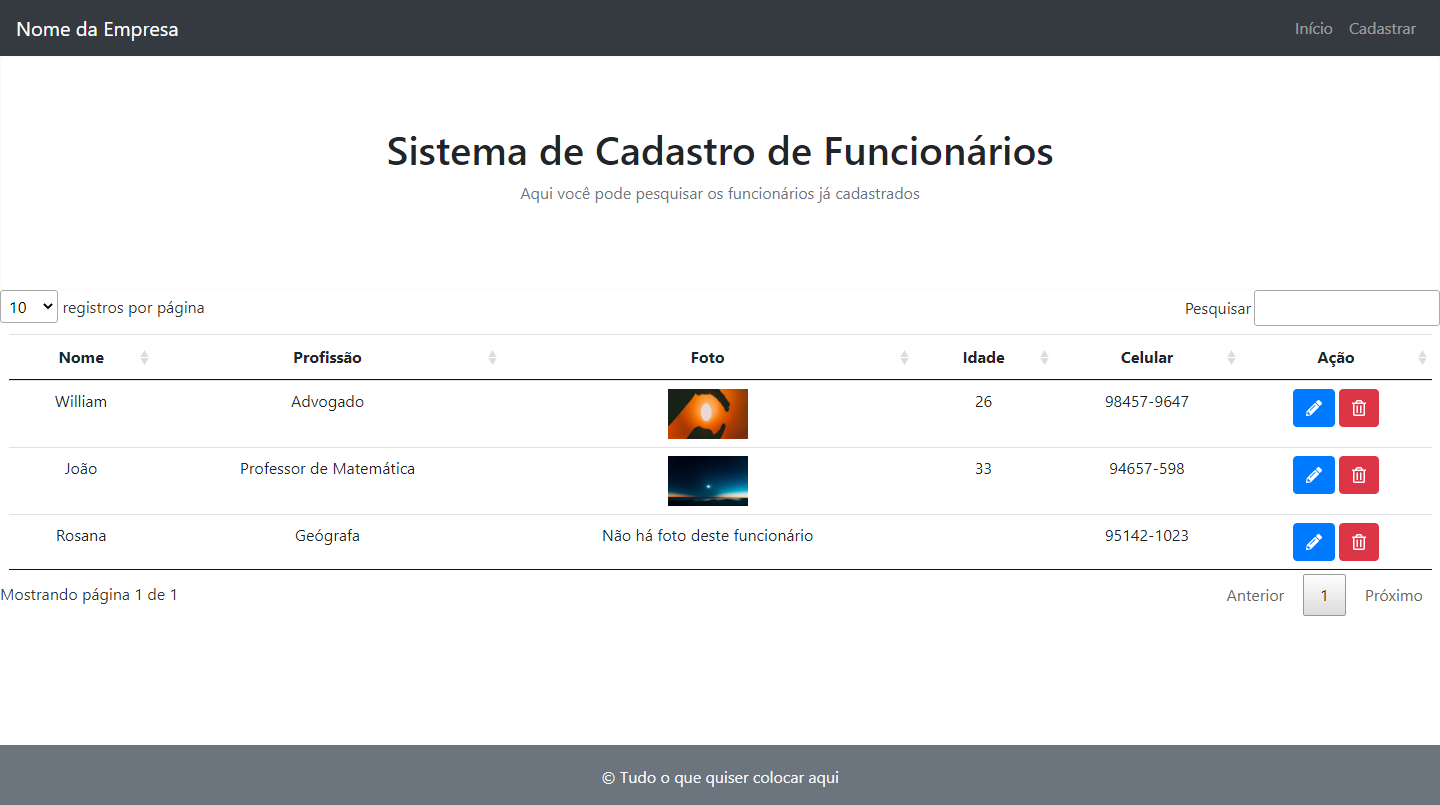 Nome da Empresa Início Cadastrar
Sistema de Cadastro de Funcionários
Aqui você pode pesquisar os funcionários já cadastrados
10 registros por página Pesquisar
Nome Profissão Foto Idade Celular Ação
William Advogado 26 98457-9647
João Professor de Matemática 33 94657-598
Rosana Geógrafa Não há foto deste funcionário 95142-1023
Mostrando página 1 de 1 Anterior 1 Próximo
© Tudo o que quiser colocar aqui